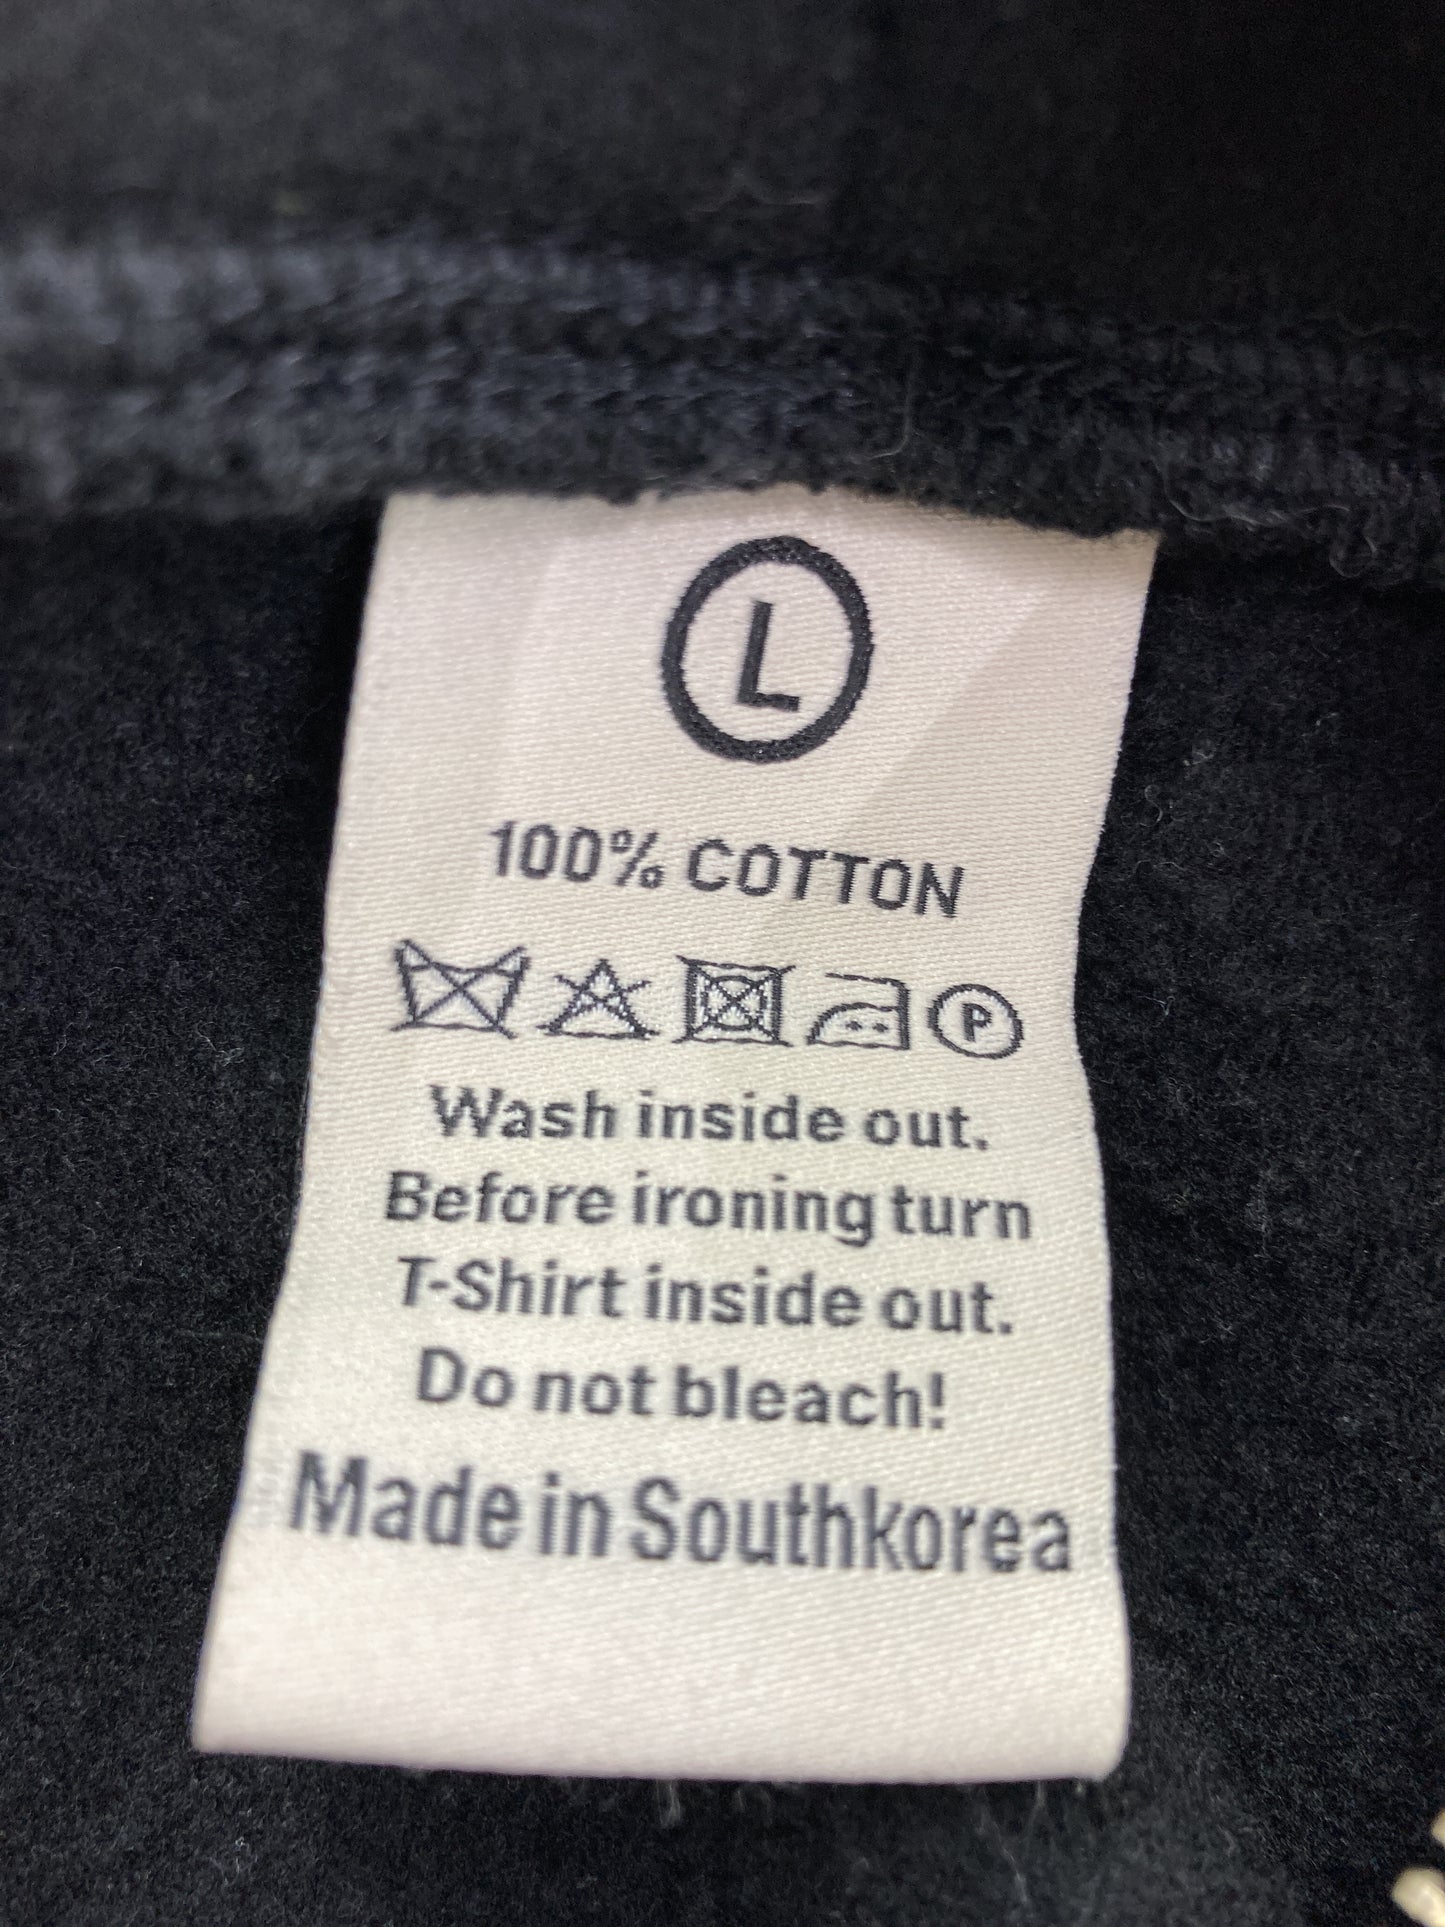 L
100% COTTON
P
Wash inside out.
Before ironing turn
T-Shirt inside out.
Do not bleach!
Made in Southkorea